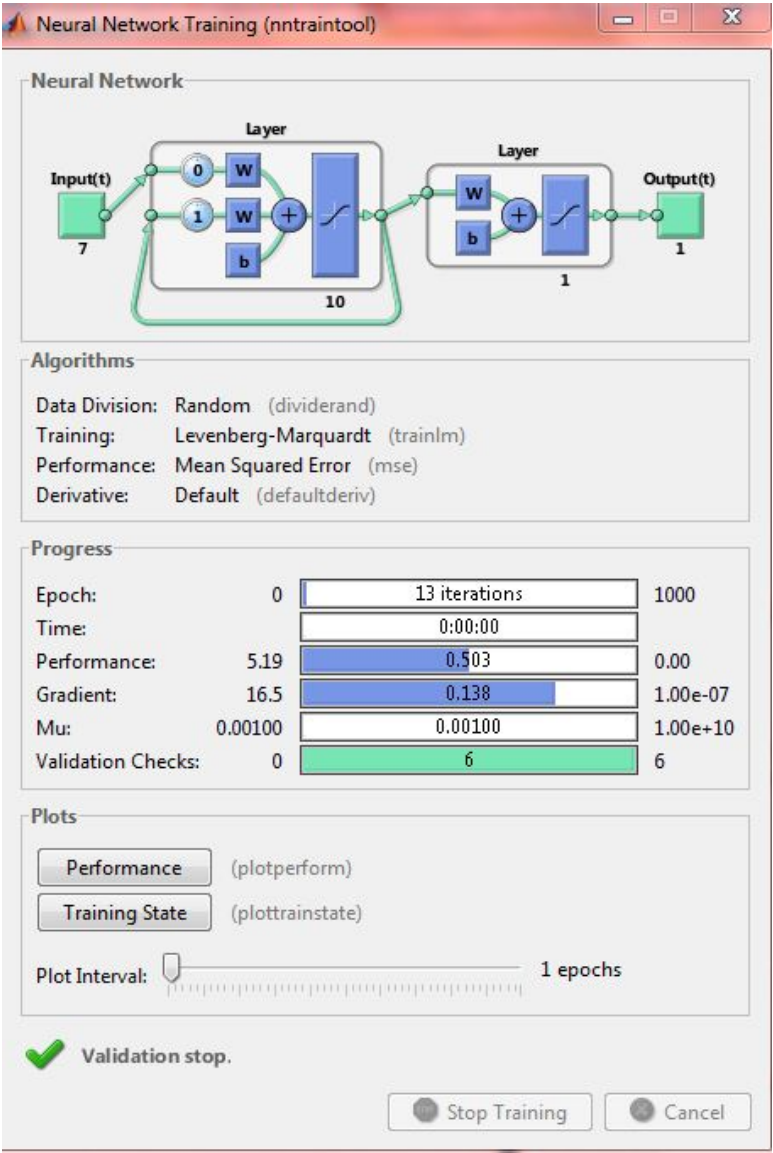 Neural Network Training (nntraintool)
Neural Network
Layer
Layer
Input(t)
Output(t)
0 W
W
1 W
b
b
7
10
1
1
Algorithms
Data Division: Random (dividerand)
Training: Levenberg-Marquardt (trainlm)
Performance: Mean Squared Error (mse)
Derivative: Default (defaultderiv)
Progress
Epoch: 0 13 iterations 1000
Time: 0:00:00
Performance: 5.19 0.503 0.00
Gradient: 16.5 0.138 1.00e-07
Mu: 0.00100 0.00100 1.00e+10
Validation Checks: 0 6 6
Plots
Performance (plotperform)
Training State (plottrainstate)
Plot Interval: 1 epochs
Validation stop.
Stop Training Cancel